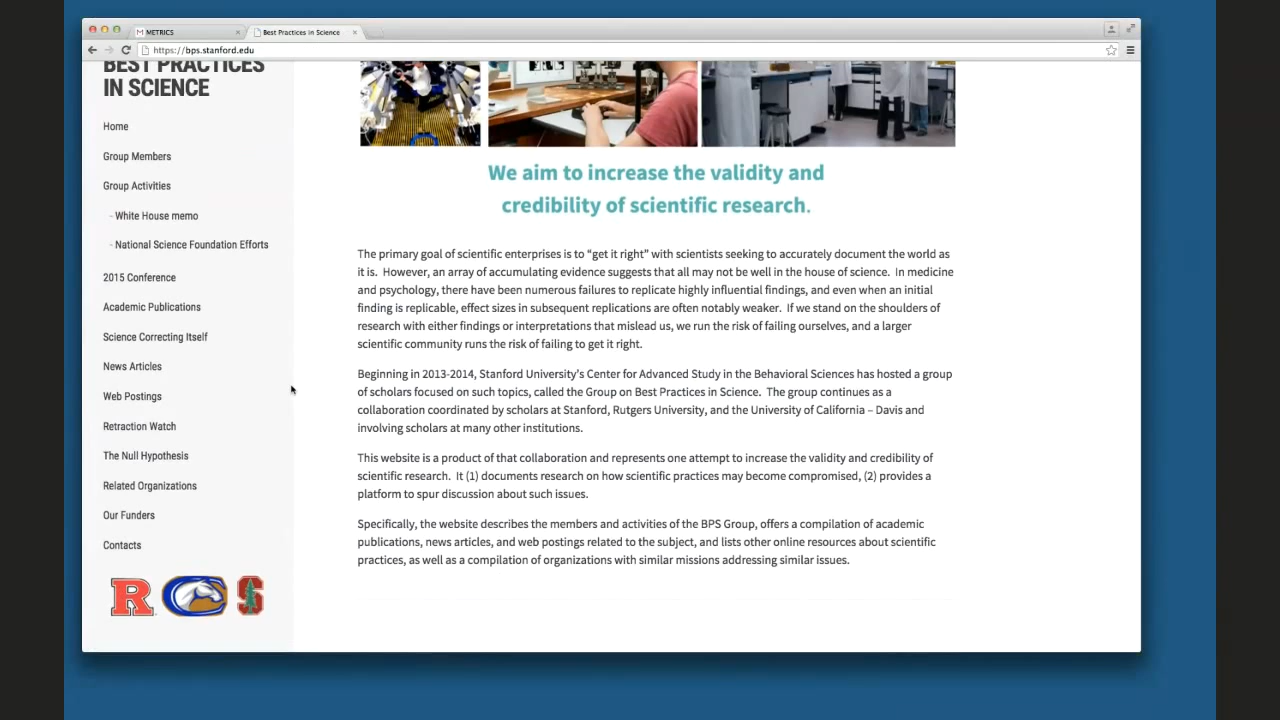 METRICS
Best Practices in Science
https://bps.stanford.edu
BEST PRACTICES
IN SCIENCE
Home
Group Members
Group Activities
- White House memo
- National Science Foundation Efforts
2015 Conference
Academic Publications
Science Correcting Itself
News Articles
Web Postings
Retraction Watch
The Null Hypothesis
Related Organizations
Our Funders
Contacts
R
S
We aim to increase the validity and
credibility of scientific research.
The primary goal of scientific enterprises is to “get it right” with scientists seeking to accurately document the world as
it is.  However, an array of accumulating evidence suggests that all may not be well in the house of science.  In medicine
and psychology, there have been numerous failures to replicate highly influential findings, and even when an initial
finding is replicable, effect sizes in subsequent replications are often notably weaker.  If we stand on the shoulders of
research with either findings or interpretations that mislead us, we run the risk of failing ourselves, and a larger
scientific community runs the risk of failing to get it right.
Beginning in 2013-2014, Stanford University’s Center for Advanced Study in the Behavioral Sciences has hosted a group
of scholars focused on such topics, called the Group on Best Practices in Science.  The group continues as a
collaboration coordinated by scholars at Stanford, Rutgers University, and the University of California – Davis and
involving scholars at many other institutions.
This website is a product of that collaboration and represents one attempt to increase the validity and credibility of
scientific research.  It (1) documents research on how scientific practices may become compromised, (2) provides a
platform to spur discussion about such issues.
Specifically, the website describes the members and activities of the BPS Group, offers a compilation of academic
publications, news articles, and web postings related to the subject, and lists other online resources about scientific
practices, as well as a compilation of organizations with similar missions addressing similar issues.